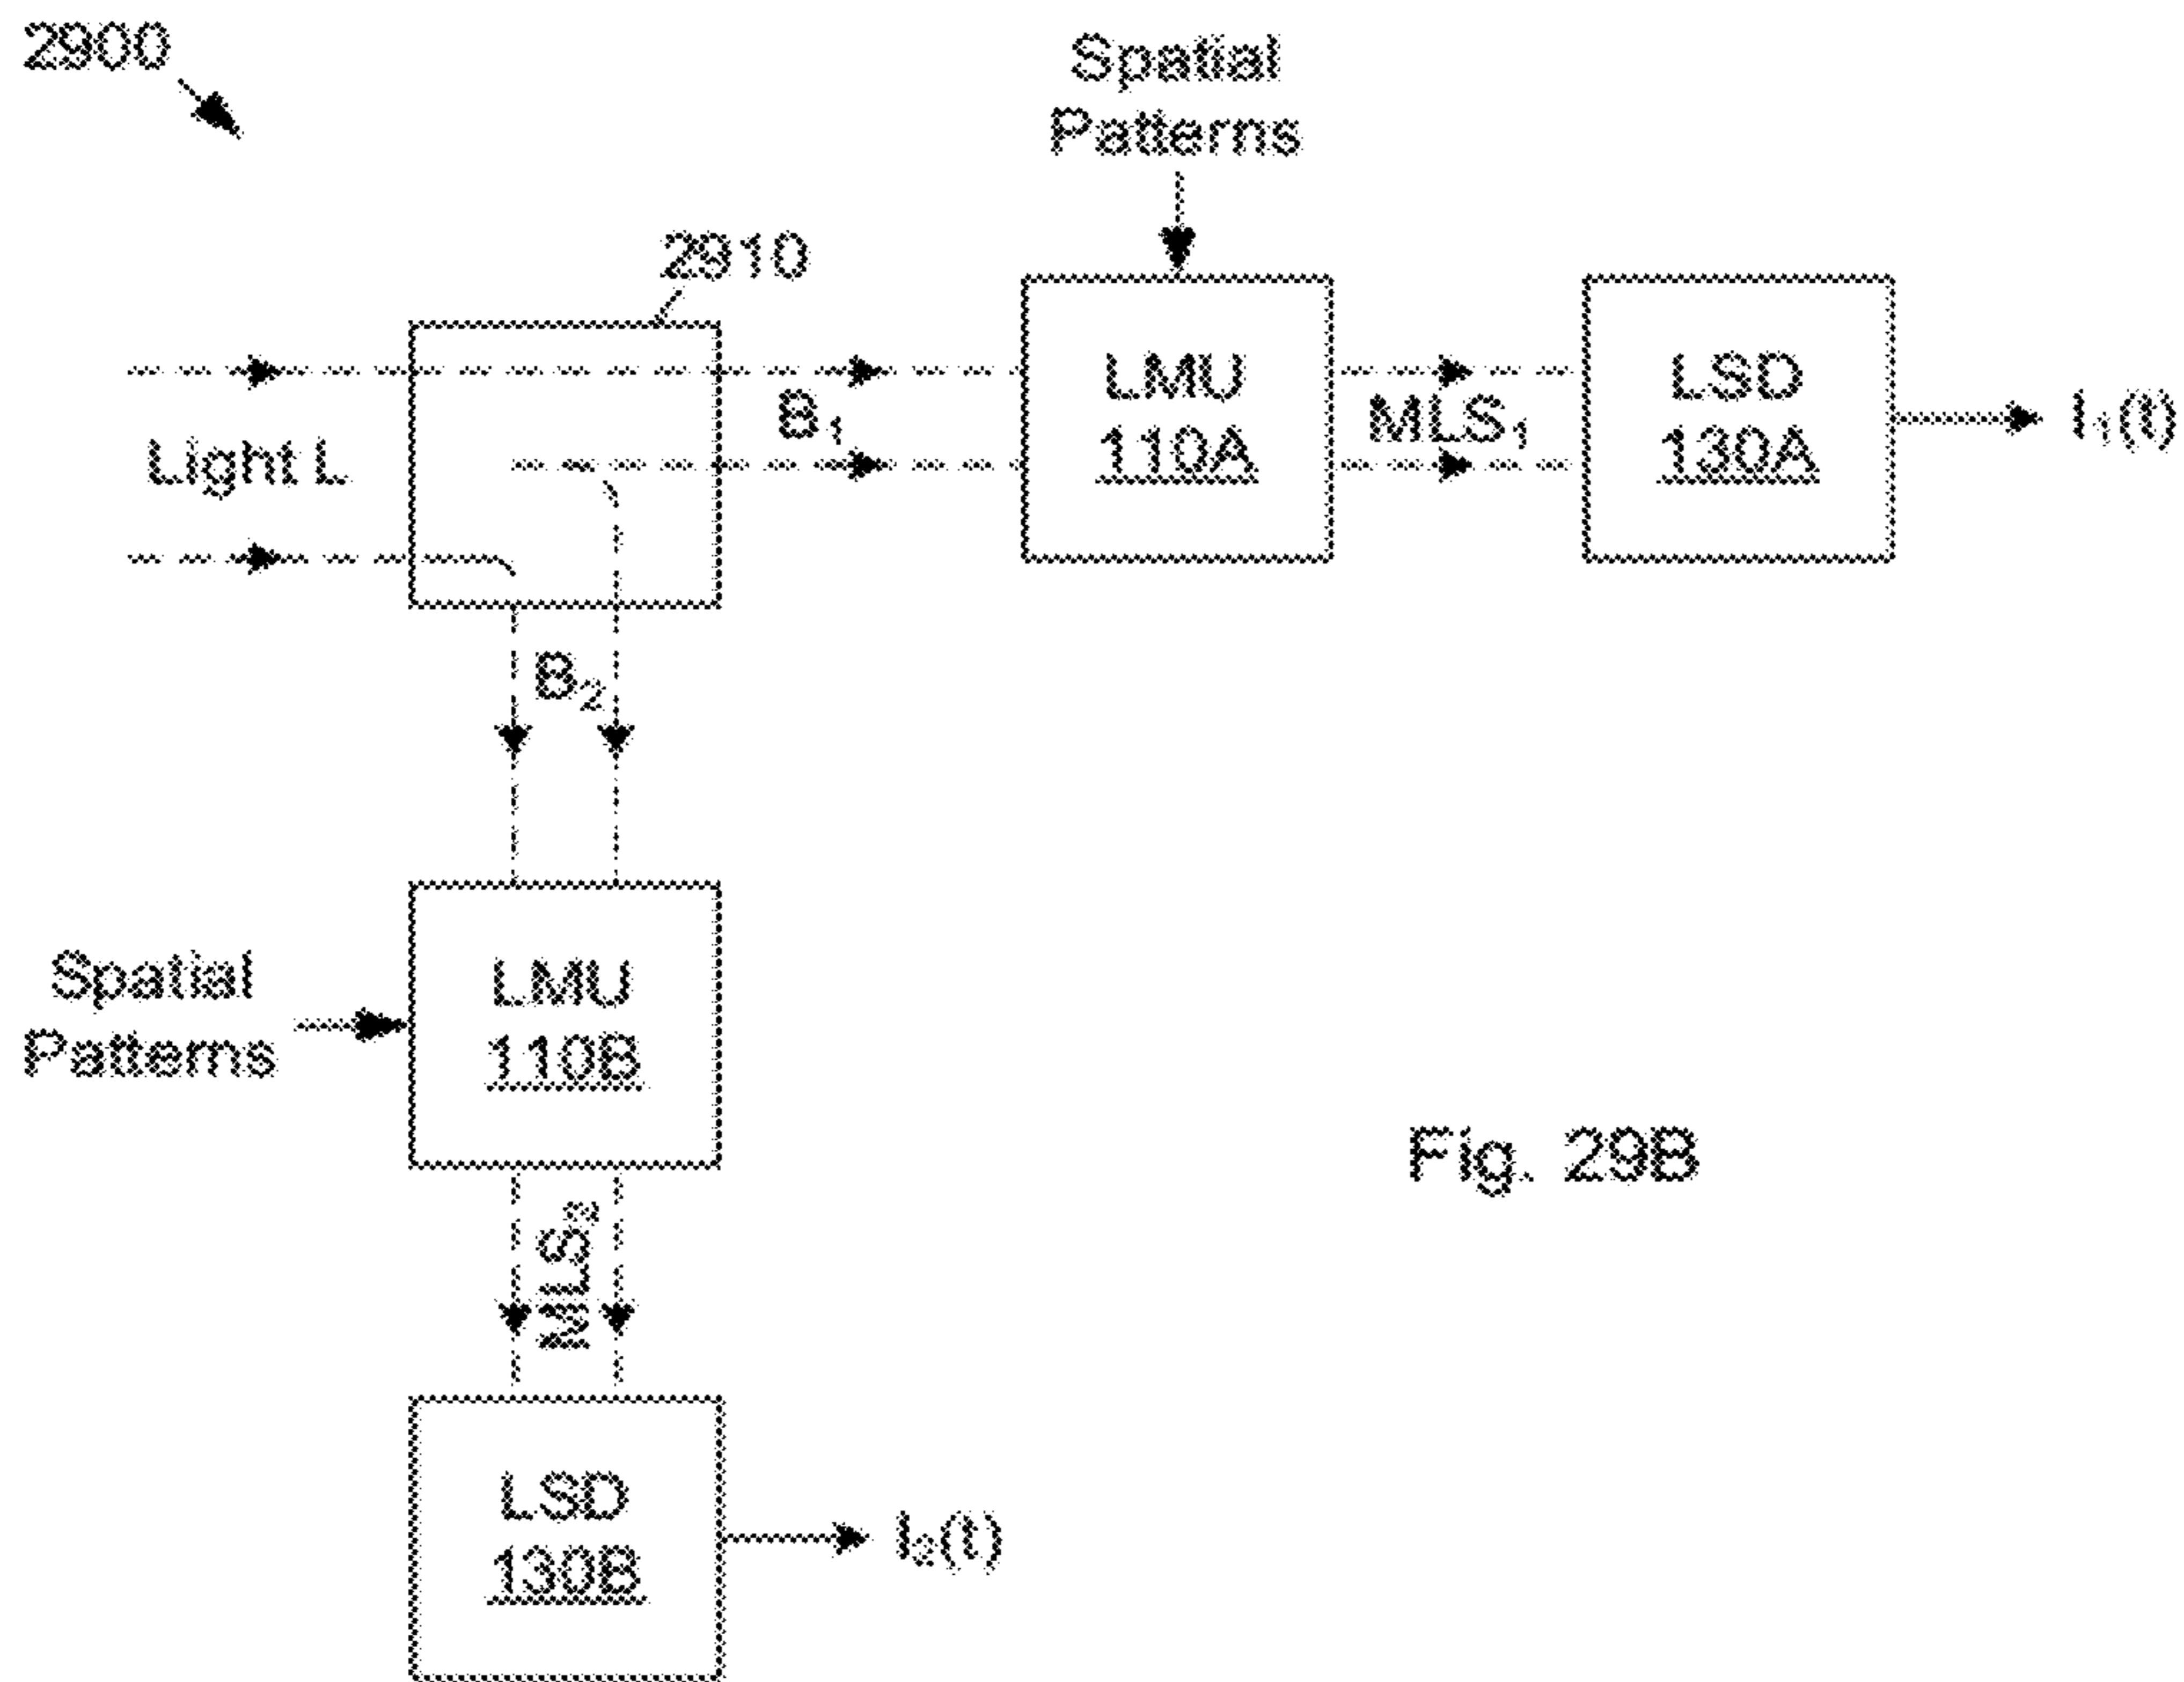 2900
Spatial
Patterns
2910
Light L
B₁
LMU
110A
MLS₁
LSD
130A
I₁(t)
B₂
Spatial
Patterns
LMU
110B
MLS₂
LSD
130B
I₂(t)
Fig. 29B